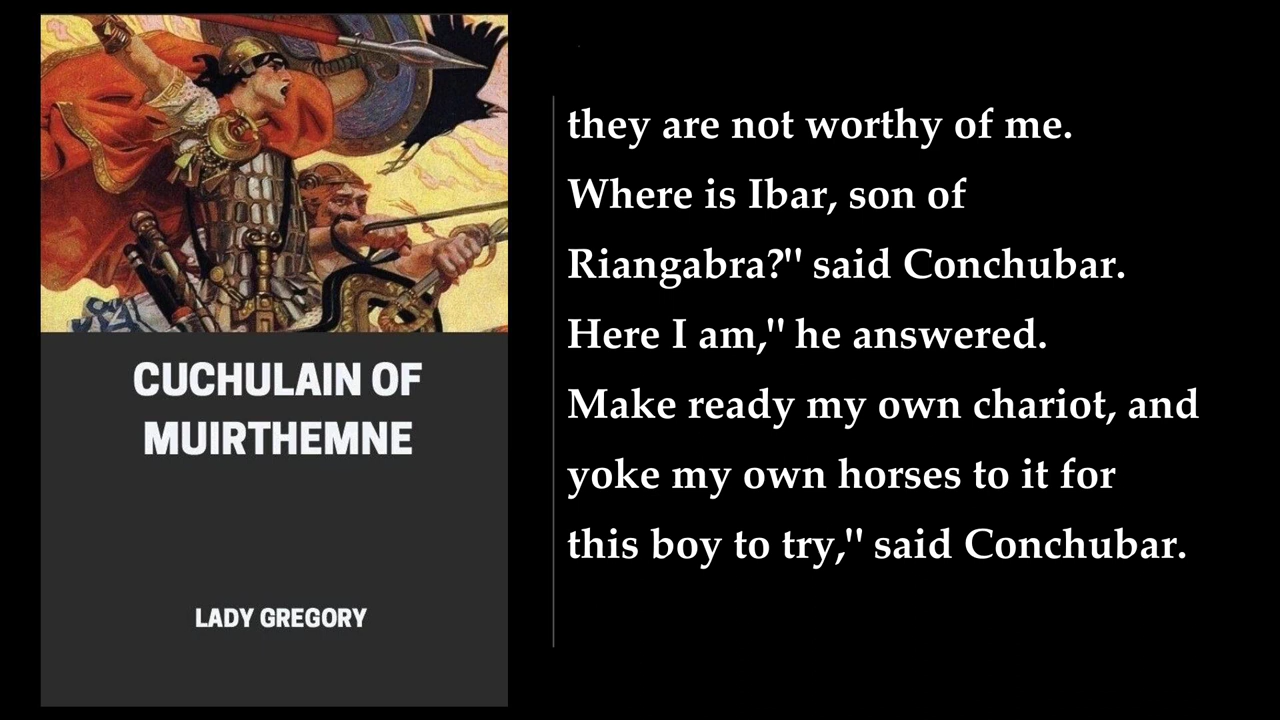 CUCHULAIN OF
MUIRTHEMNE
LADY GREGORY
they are not worthy of me.
Where is Ibar, son of
Riangabra?" said Conchubar.
Here I am," he answered.
Make ready my own chariot, and
yoke my own horses to it for
this boy to try," said Conchubar.